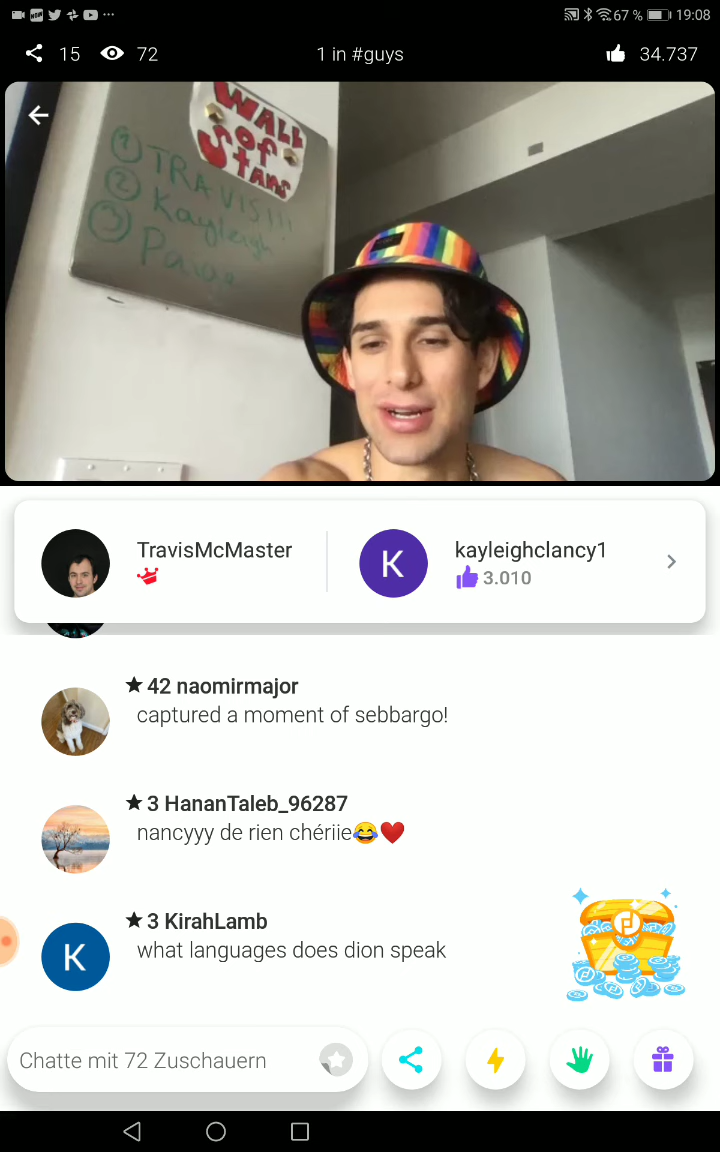 67 % 19:08
15 72 1 in #guys 34.737
WALL
of
Stars
① TRAVIS!!!
② Kayleigh
③ Paige
TravisMcMaster
kayleighclancy1
3.010
42 naomirmajor
captured a moment of sebbargo!
3 HananTaleb_96287
nancyyy de rien chériie😂❤️
3 KirahLamb
K
K
what languages does dion speak
Chatte mit 72 Zuschauern